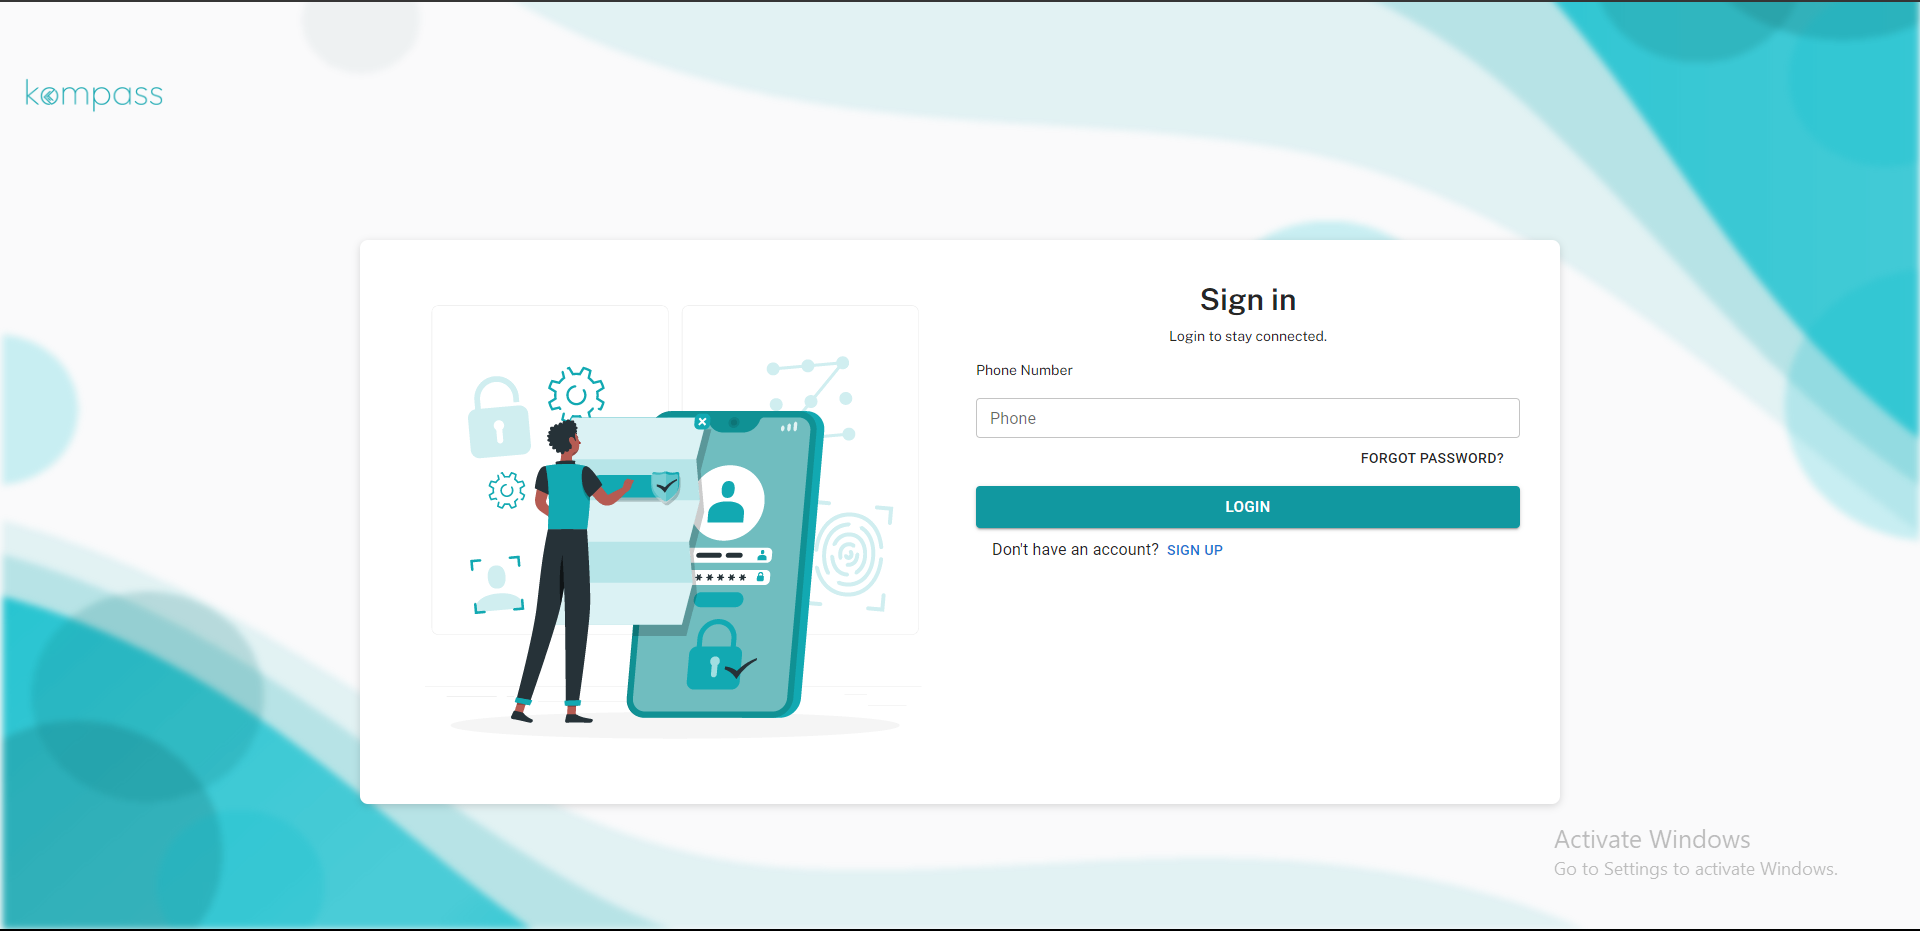 kompass
Sign in
Login to stay connected.
Phone Number
Phone
FORGOT PASSWORD?
LOGIN
Don't have an account? SIGN UP
*****
Activate Windows
Go to Settings to activate Windows.